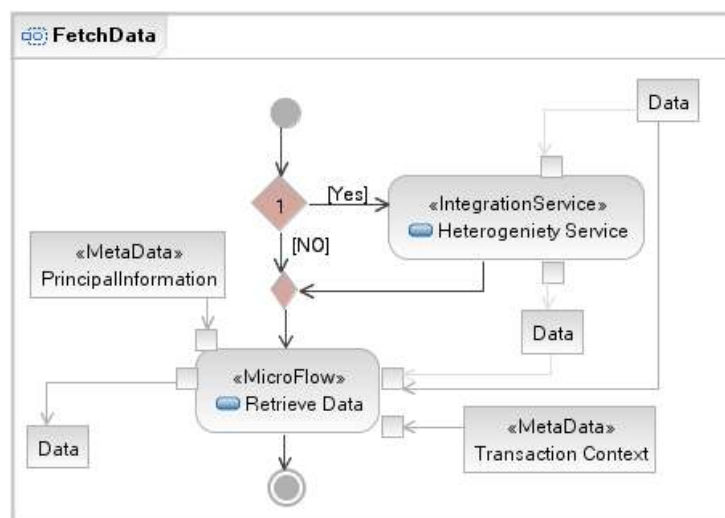 FetchData
Data
1
[Yes]
«IntegrationService»
Heterogeniety Service
[NO]
«MetaData»
PrincipalInformation
Data
«MicroFlow»
Retrieve Data
Data
«MetaData»
Transaction Context